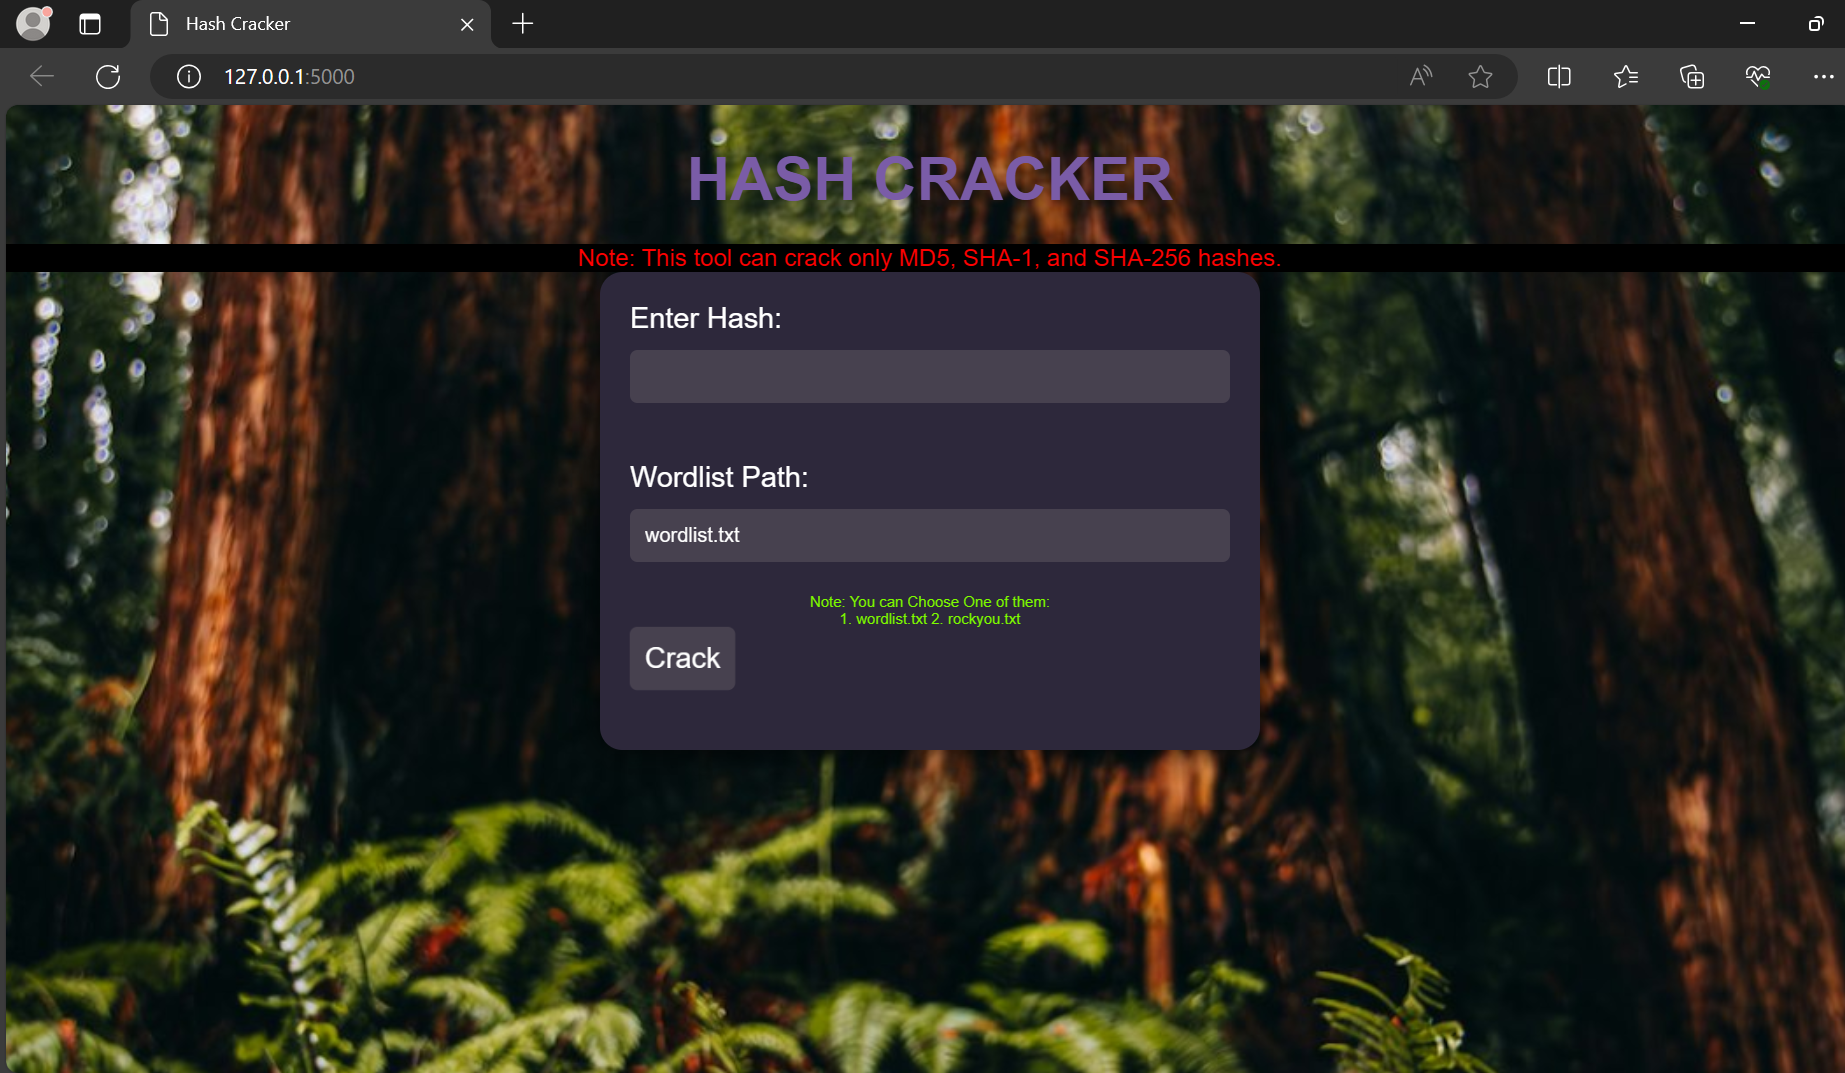 Hash Cracker
127.0.0.1:5000
HASH CRACKER
Note: This tool can crack only MD5, SHA-1, and SHA-256 hashes.
Enter Hash:
Wordlist Path:
wordlist.txt
Note: You can Choose One of them:
1. wordlist.txt 2. rockyou.txt
Crack